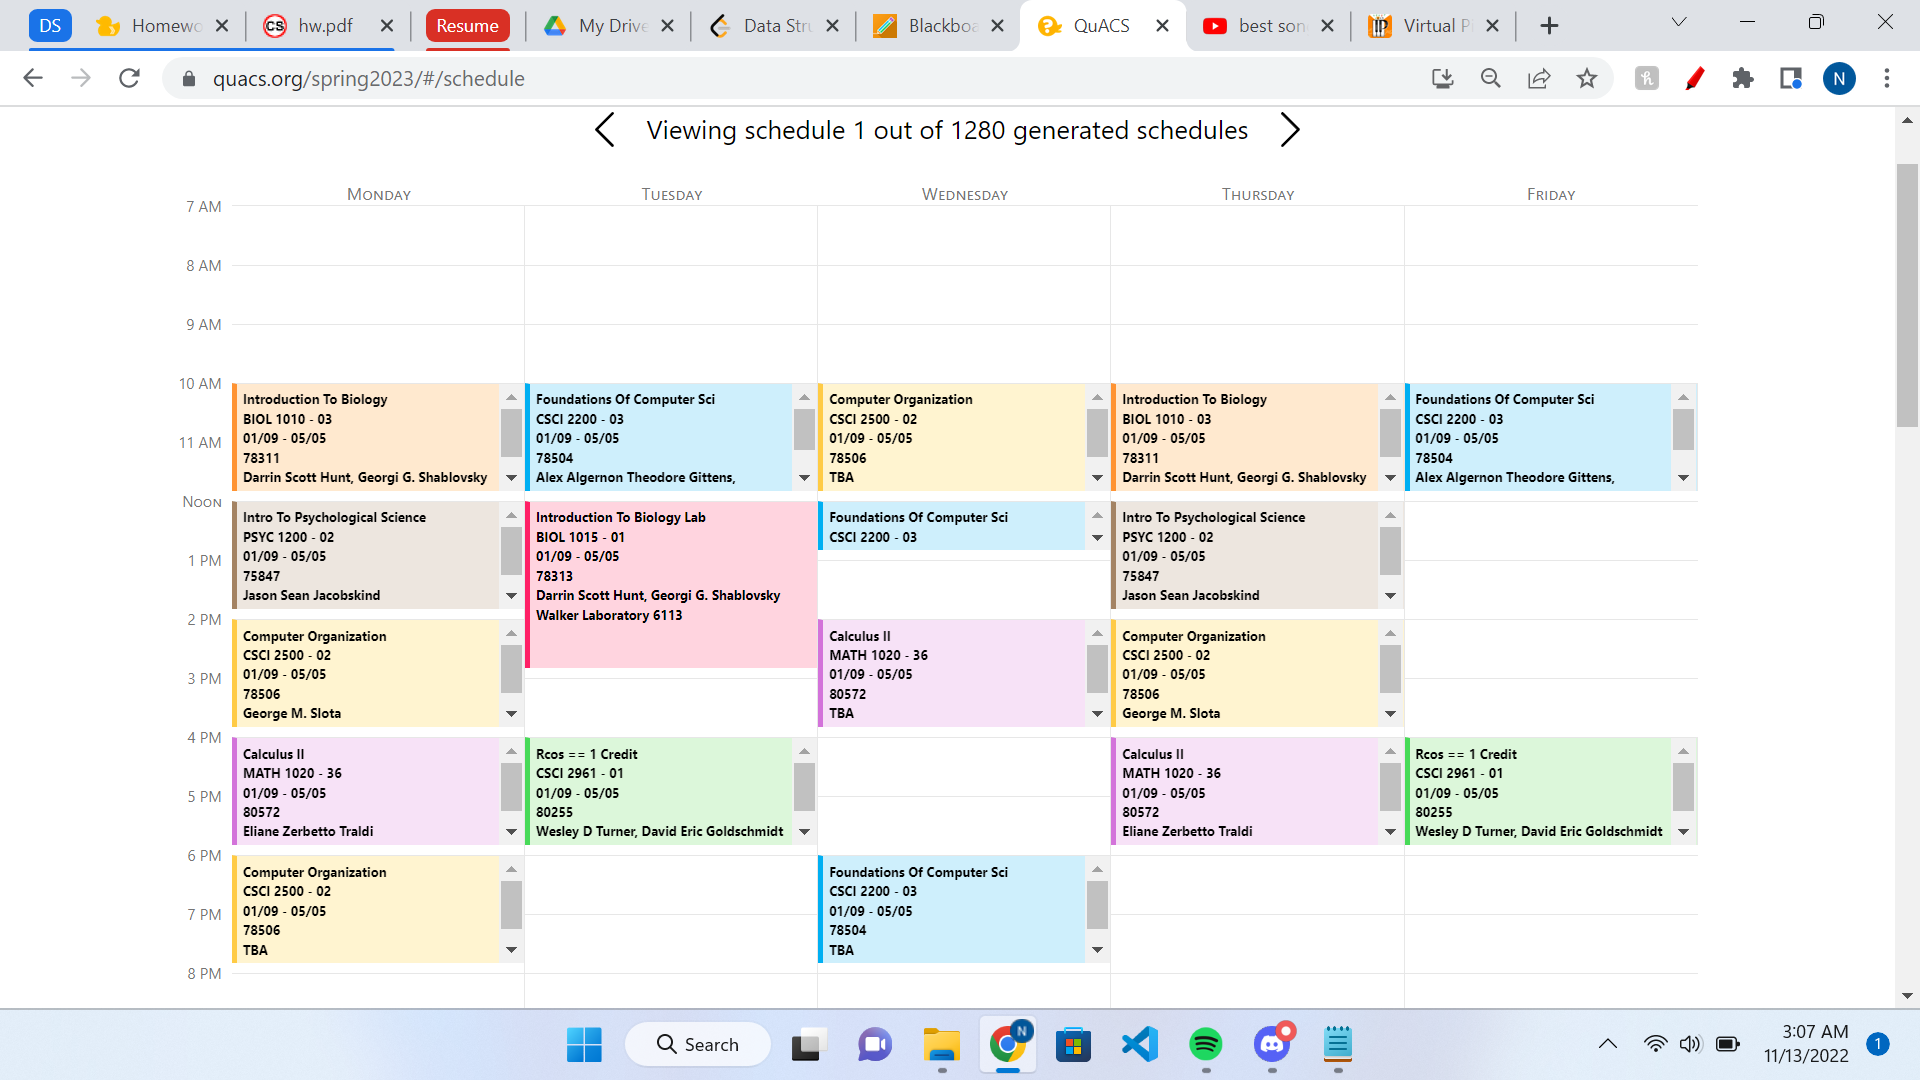 DS
Homewo
hw.pdf
Resume
My Drive
Data Stru
Blackboa
QuACS
best son
Virtual Pi
quacs.org/spring2023/#/schedule
N
Viewing schedule 1 out of 1280 generated schedules
Monday
Tuesday
Wednesday
Thursday
Friday
7 AM
8 AM
9 AM
10 AM
11 AM
Noon
1 PM
2 PM
3 PM
4 PM
5 PM
6 PM
7 PM
8 PM
Introduction To Biology
BIOL 1010 - 03
01/09 - 05/05
78311
Darrin Scott Hunt, Georgi G. Shablovsky
Intro To Psychological Science
PSYC 1200 - 02
01/09 - 05/05
75847
Jason Sean Jacobskind
Computer Organization
CSCI 2500 - 02
01/09 - 05/05
78506
George M. Slota
Calculus II
MATH 1020 - 36
01/09 - 05/05
80572
Eliane Zerbetto Traldi
Computer Organization
CSCI 2500 - 02
01/09 - 05/05
78506
TBA
Foundations Of Computer Sci
CSCI 2200 - 03
01/09 - 05/05
78504
Alex Algernon Theodore Gittens,
Introduction To Biology Lab
BIOL 1015 - 01
01/09 - 05/05
78313
Darrin Scott Hunt, Georgi G. Shablovsky
Walker Laboratory 6113
Rcos == 1 Credit
CSCI 2961 - 01
01/09 - 05/05
80255
Wesley D Turner, David Eric Goldschmidt
Computer Organization
CSCI 2500 - 02
01/09 - 05/05
78506
TBA
Foundations Of Computer Sci
CSCI 2200 - 03
Calculus II
MATH 1020 - 36
01/09 - 05/05
80572
TBA
Foundations Of Computer Sci
CSCI 2200 - 03
01/09 - 05/05
78504
TBA
Introduction To Biology
BIOL 1010 - 03
01/09 - 05/05
78311
Darrin Scott Hunt, Georgi G. Shablovsky
Intro To Psychological Science
PSYC 1200 - 02
01/09 - 05/05
75847
Jason Sean Jacobskind
Computer Organization
CSCI 2500 - 02
01/09 - 05/05
78506
George M. Slota
Calculus II
MATH 1020 - 36
01/09 - 05/05
80572
Eliane Zerbetto Traldi
Foundations Of Computer Sci
CSCI 2200 - 03
01/09 - 05/05
78504
Alex Algernon Theodore Gittens,
Rcos == 1 Credit
CSCI 2961 - 01
01/09 - 05/05
80255
Wesley D Turner, David Eric Goldschmidt
Search
N
3:07 AM
11/13/2022
1